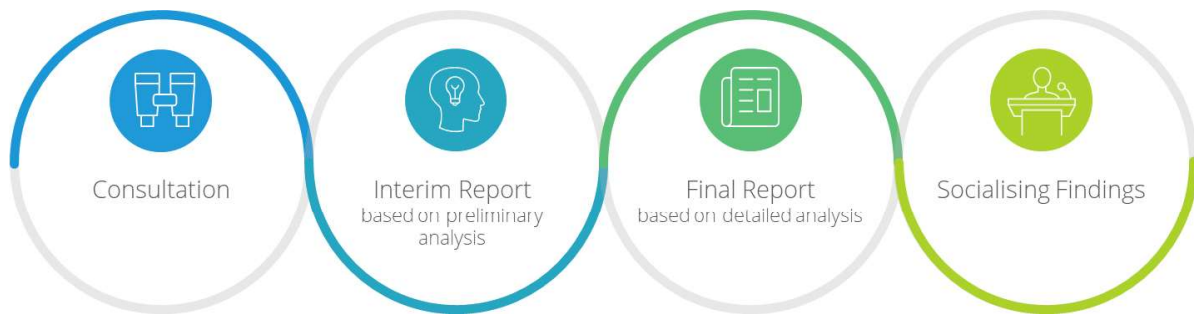 Consultation
Interim Report
based on preliminary
analysis
Final Report
based on detailed analysis
Socialising Findings